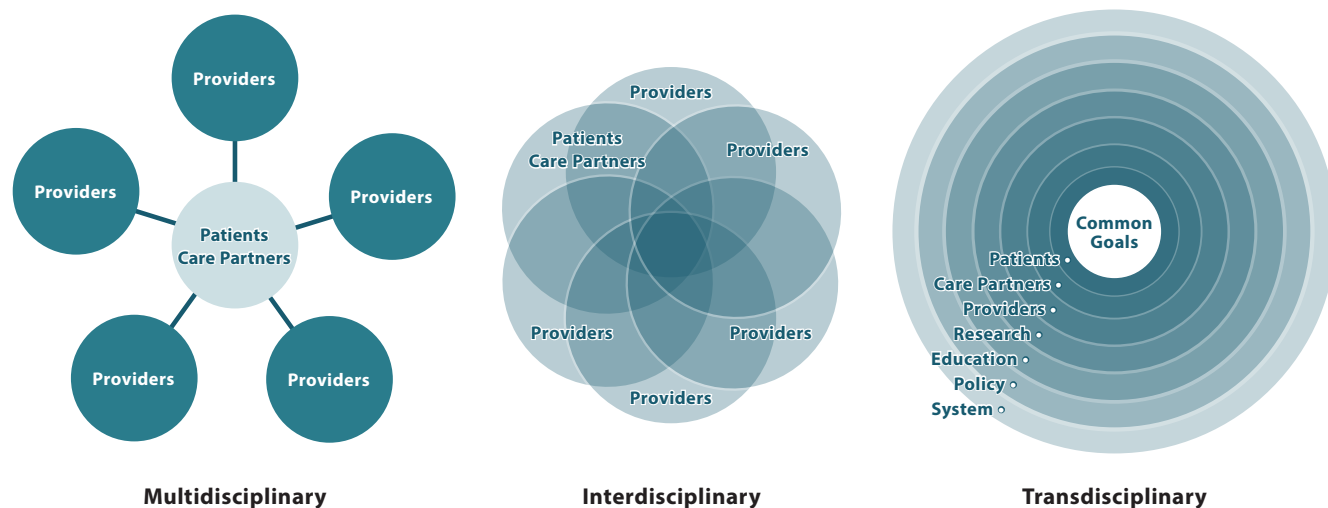 Providers
Providers
Providers
Patients
Care Partners
Providers
Providers
Multidisciplinary
Providers
Patients
Care Partners
Providers
Providers
Providers
Providers
Interdisciplinary
Common
Goals
Patients
Care Partners
Providers
Research
Education
Policy
System
Transdisciplinary